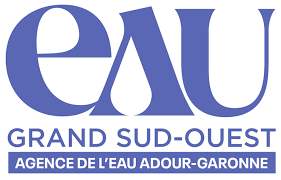 eAU
GRAND SUD-OUEST
AGENCE DE L'EAU ADOUR-GARONNE